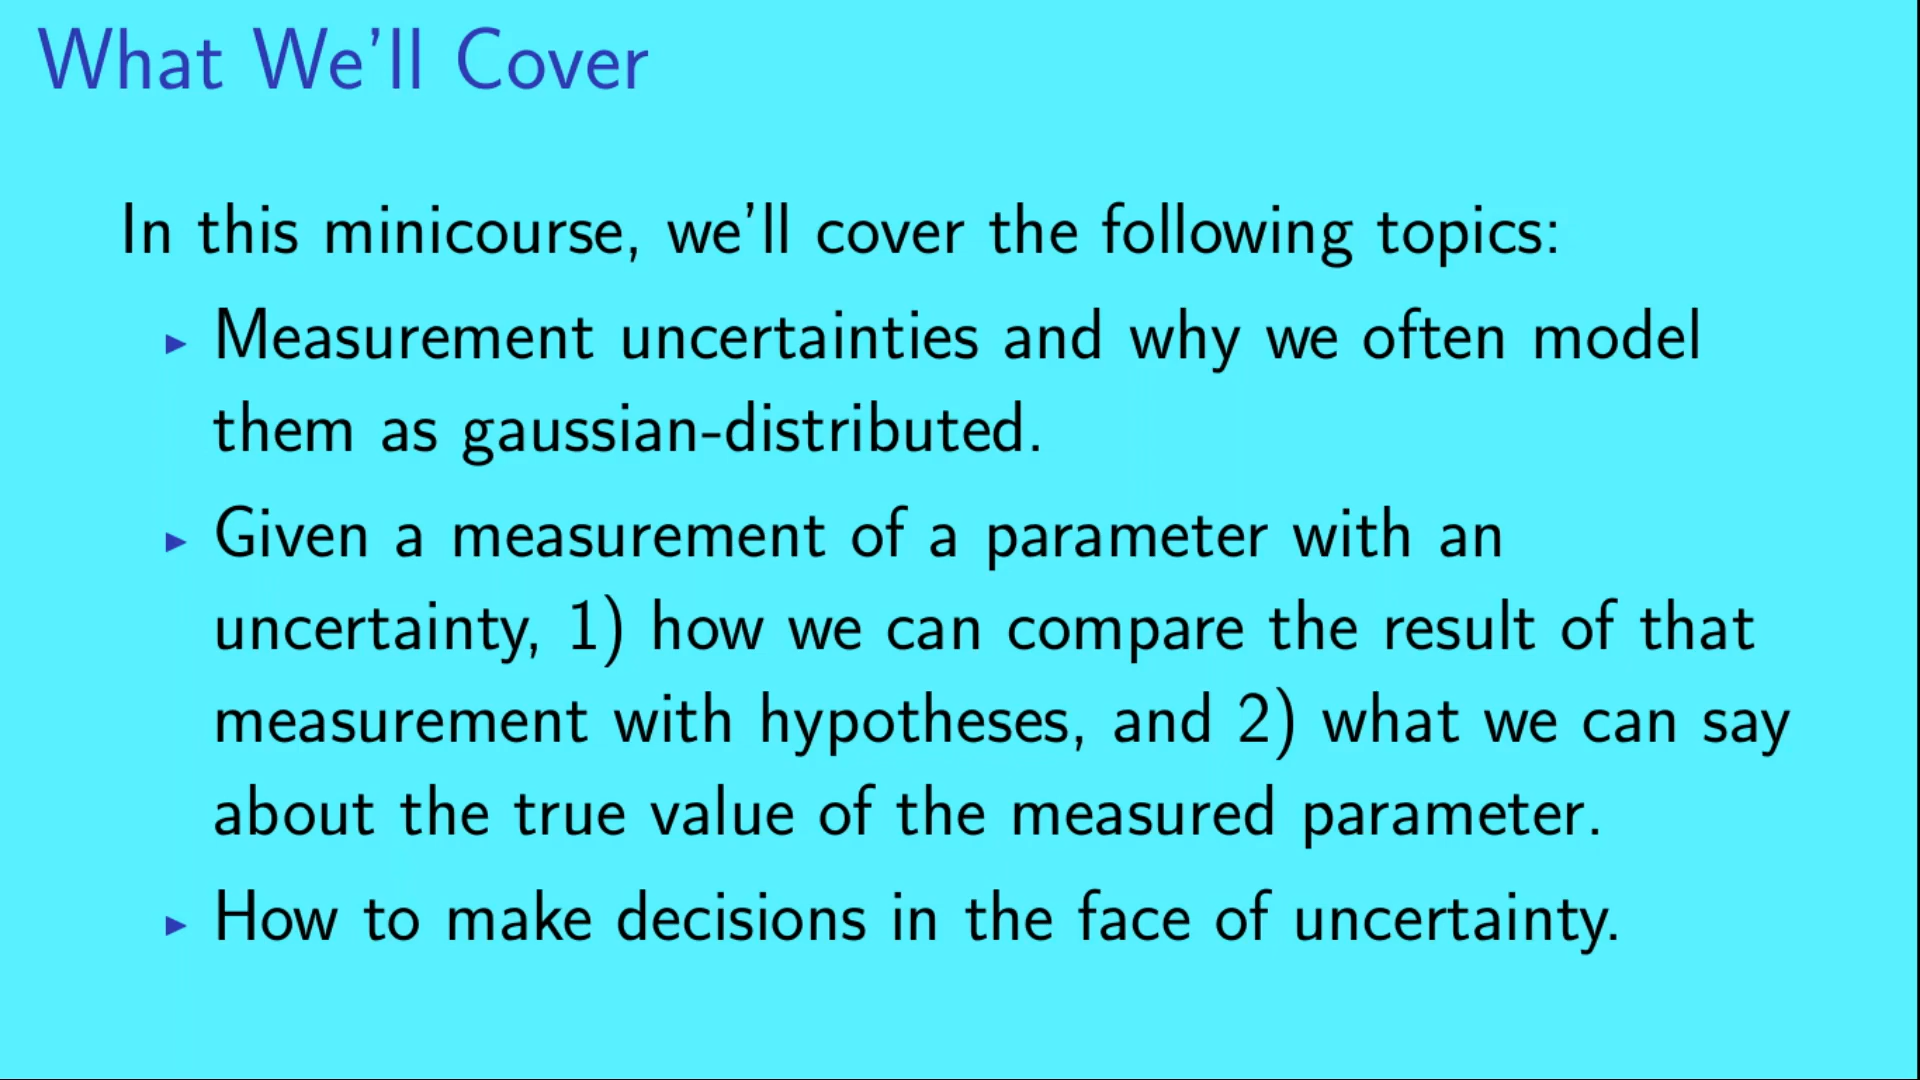 What We'll Cover
In this minicourse, we'll cover the following topics:
▶ Measurement uncertainties and why we often model
them as gaussian-distributed.
▶ Given a measurement of a parameter with an
uncertainty, 1) how we can compare the result of that
measurement with hypotheses, and 2) what we can say
about the true value of the measured parameter.
▶ How to make decisions in the face of uncertainty.